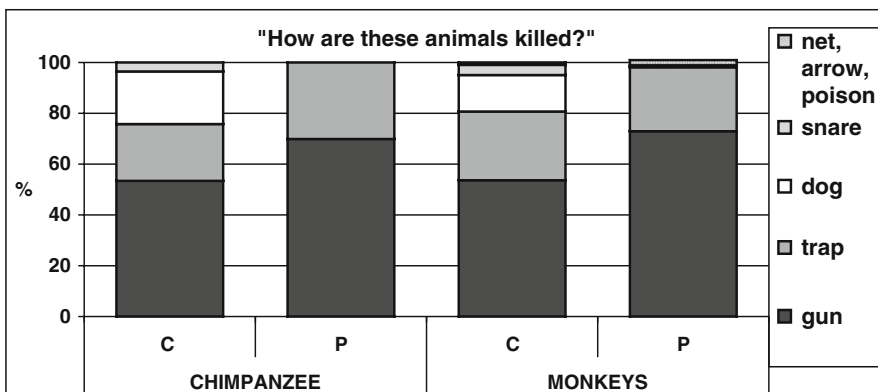 "How are these animals killed?"
100
80
60
40
20
0
%
C
P
C
P
CHIMPANZEE
MONKEYS
net,
arrow,
poison
snare
dog
trap
gun